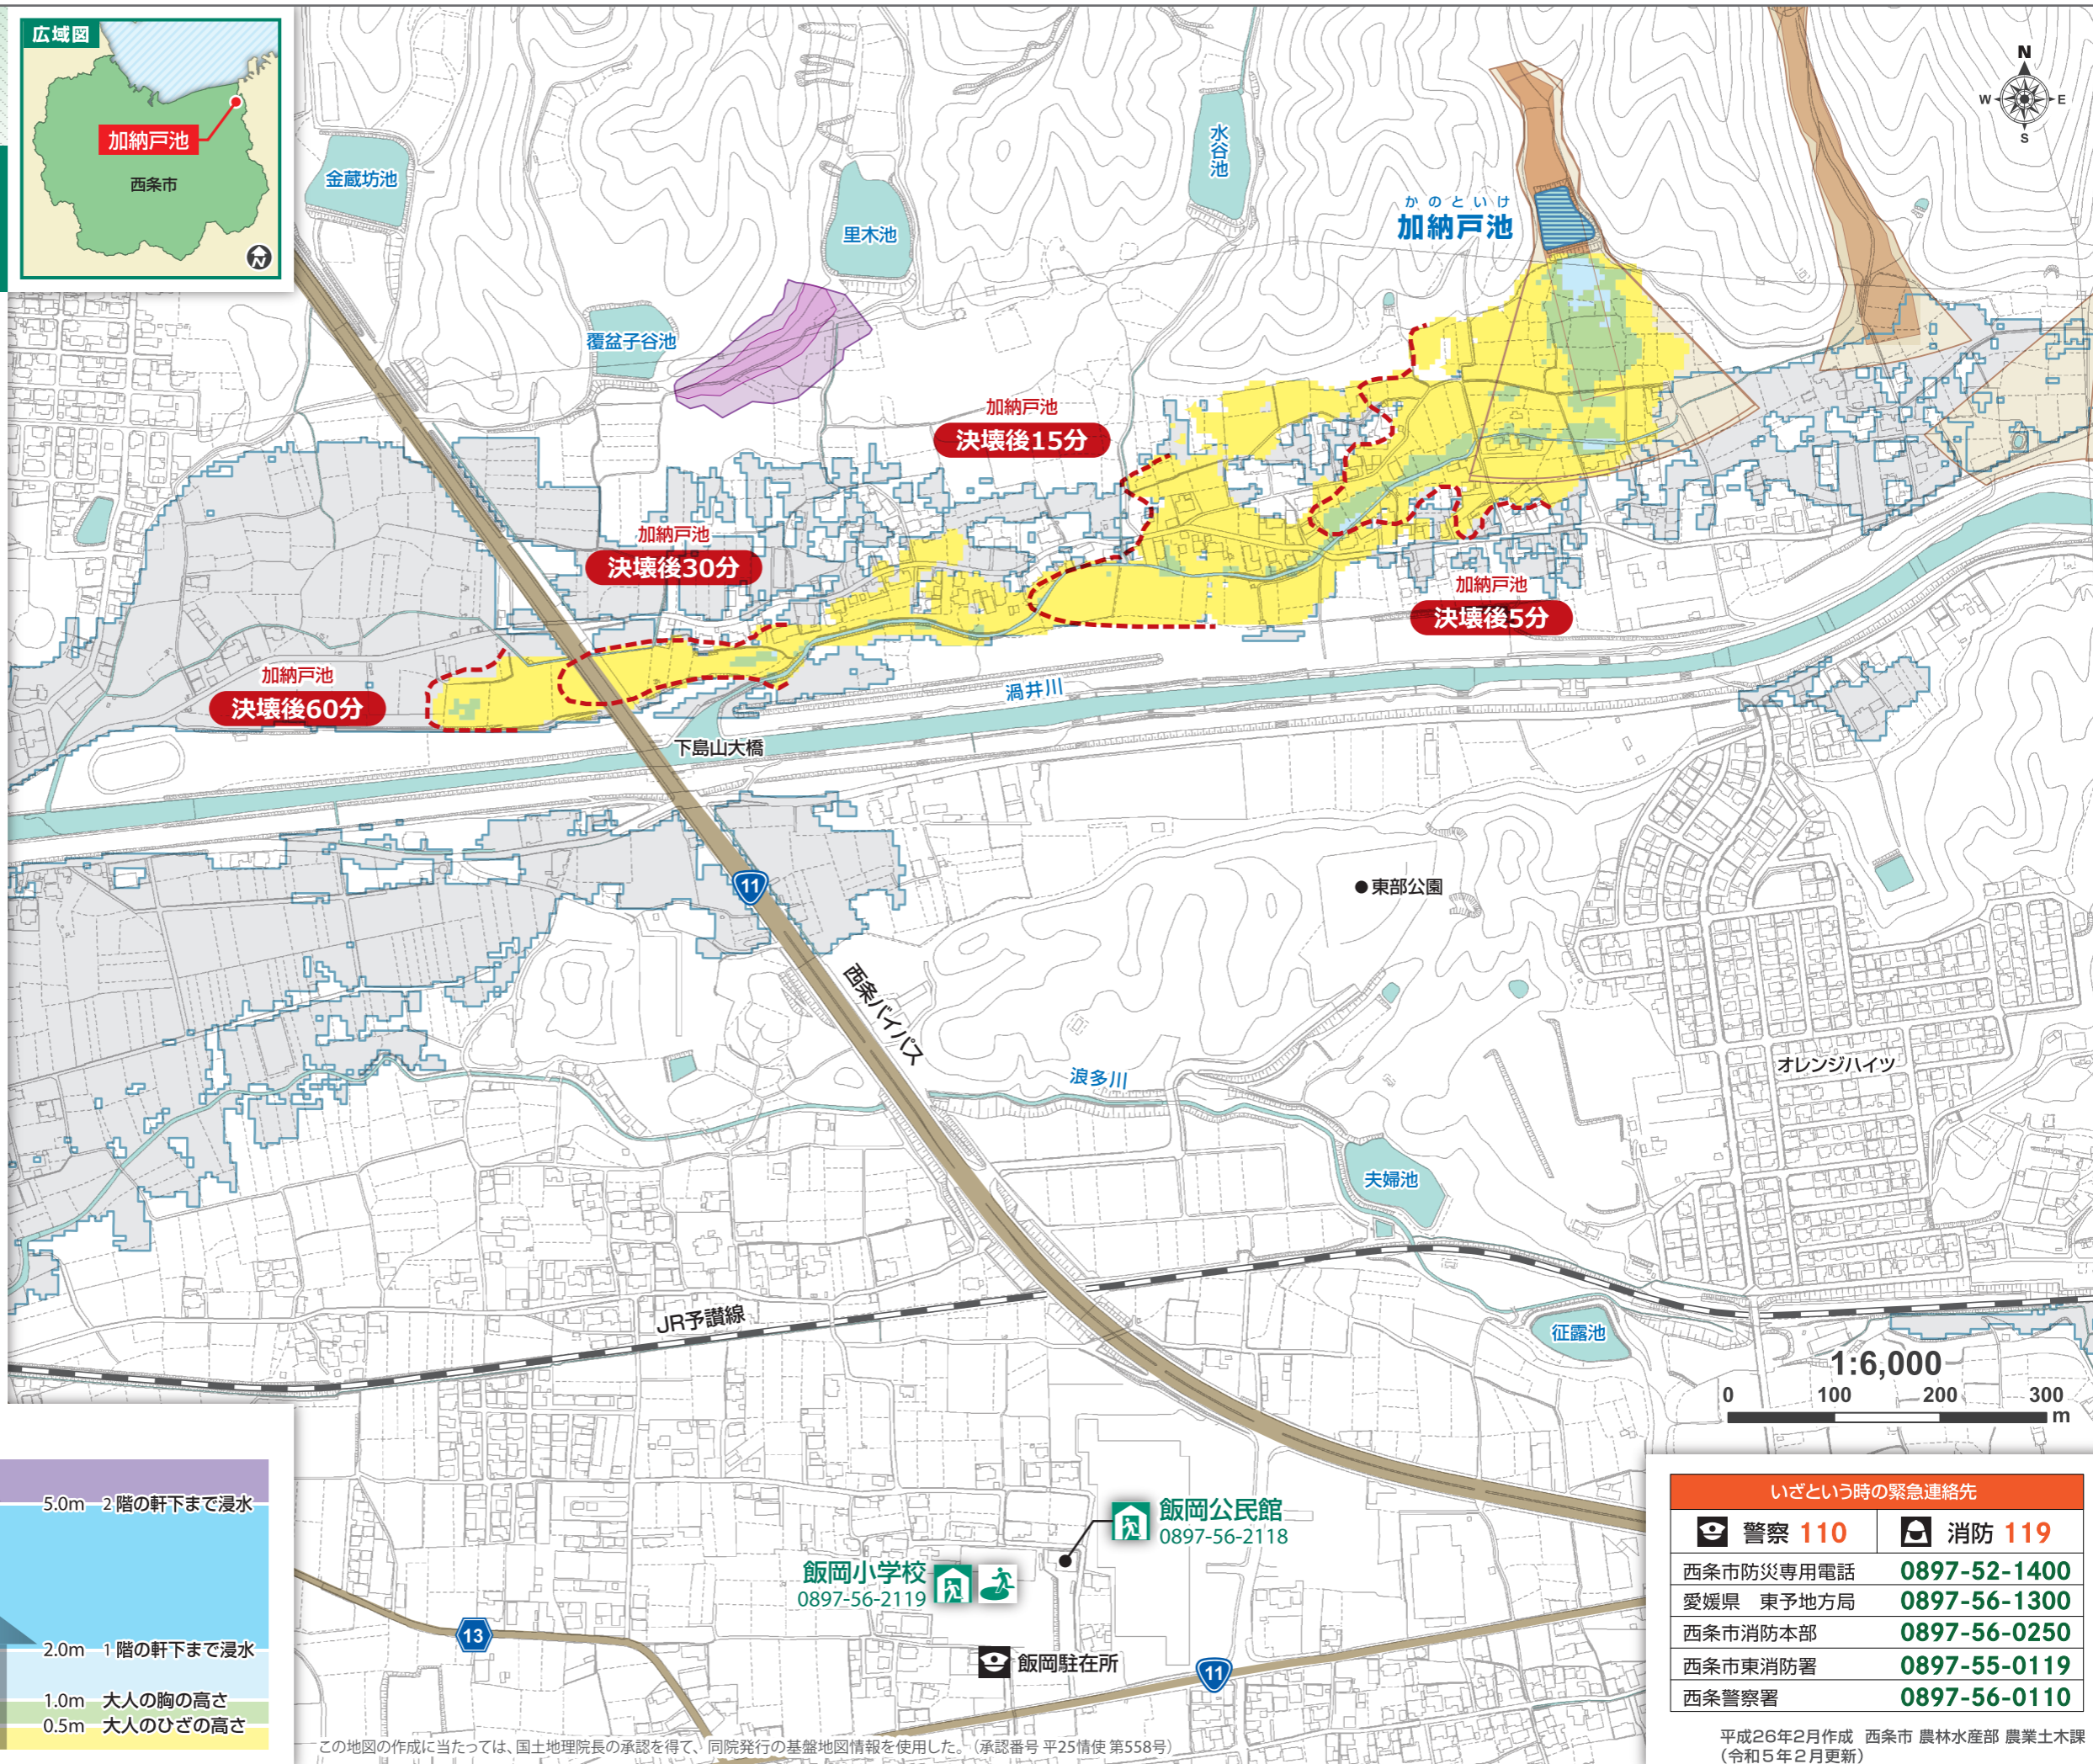 広域図
加納戸池
西条市
N
金蔵坊池
里木池
水谷池
覆盆子谷池
かのといけ
加納戸池
N
W
E
S
加納戸池
決壊後15分
加納戸池
決壊後30分
加納戸池
決壊後5分
加納戸池
決壊後60分
渦井川
下島山大橋
11
東部公園
西条バイパス
オレンジハイツ
浪多川
夫婦池
JR予讃線
征露池
1:6,000
0 100 200 300
m
5.0m 2階の軒下まで浸水
2.0m 1階の軒下まで浸水
1.0m 大人の胸の高さ
0.5m 大人のひざの高さ
飯岡公民館
0897-56-2118
飯岡小学校
0897-56-2119
13
飯岡駐在所
11
いざという時の緊急連絡先
警察 110 消防 119
西条市防災専用電話 0897-52-1400
愛媛県 東予地方局 0897-56-1300
西条市消防本部 0897-56-0250
西条市東消防署 0897-55-0119
西条警察署 0897-56-0110
この地図の作成に当たっては、国土地理院長の承認を得て、同院発行の基盤地図情報を使用した。(承認番号 平25情使 第558号)
平成26年2月作成 西条市 農林水産部 農業土木課
(令和5年2月更新)